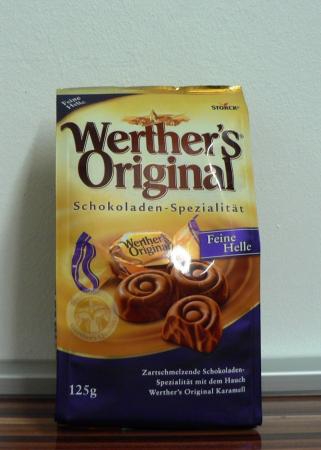 Feine
Helle
STORCK
Werther's
Original
Schokoladen-Spezialität
Werther's
Original
Feine
Helle
Zartschmelzende Schokoladen-
Spezialität mit dem Hauch
Werther's Original Karamell
125g